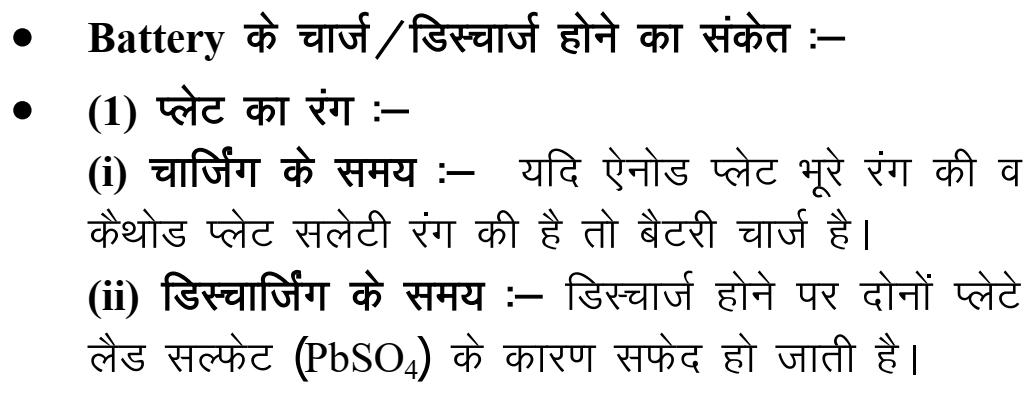 • Battery के चार्ज/डिस्चार्ज होने का संकेत :–
• (1) प्लेट का रंग :–
(i) चार्जिंग के समय :– यदि ऐनोड प्लेट भूरे रंग की व
कैथोड प्लेट सलेटी रंग की है तो बैटरी चार्ज है।
(ii) डिस्चार्जिंग के समय :– डिस्चार्ज होने पर दोनों प्लेटे
लैड सल्फेट (PbSO₄) के कारण सफेद हो जाती है।